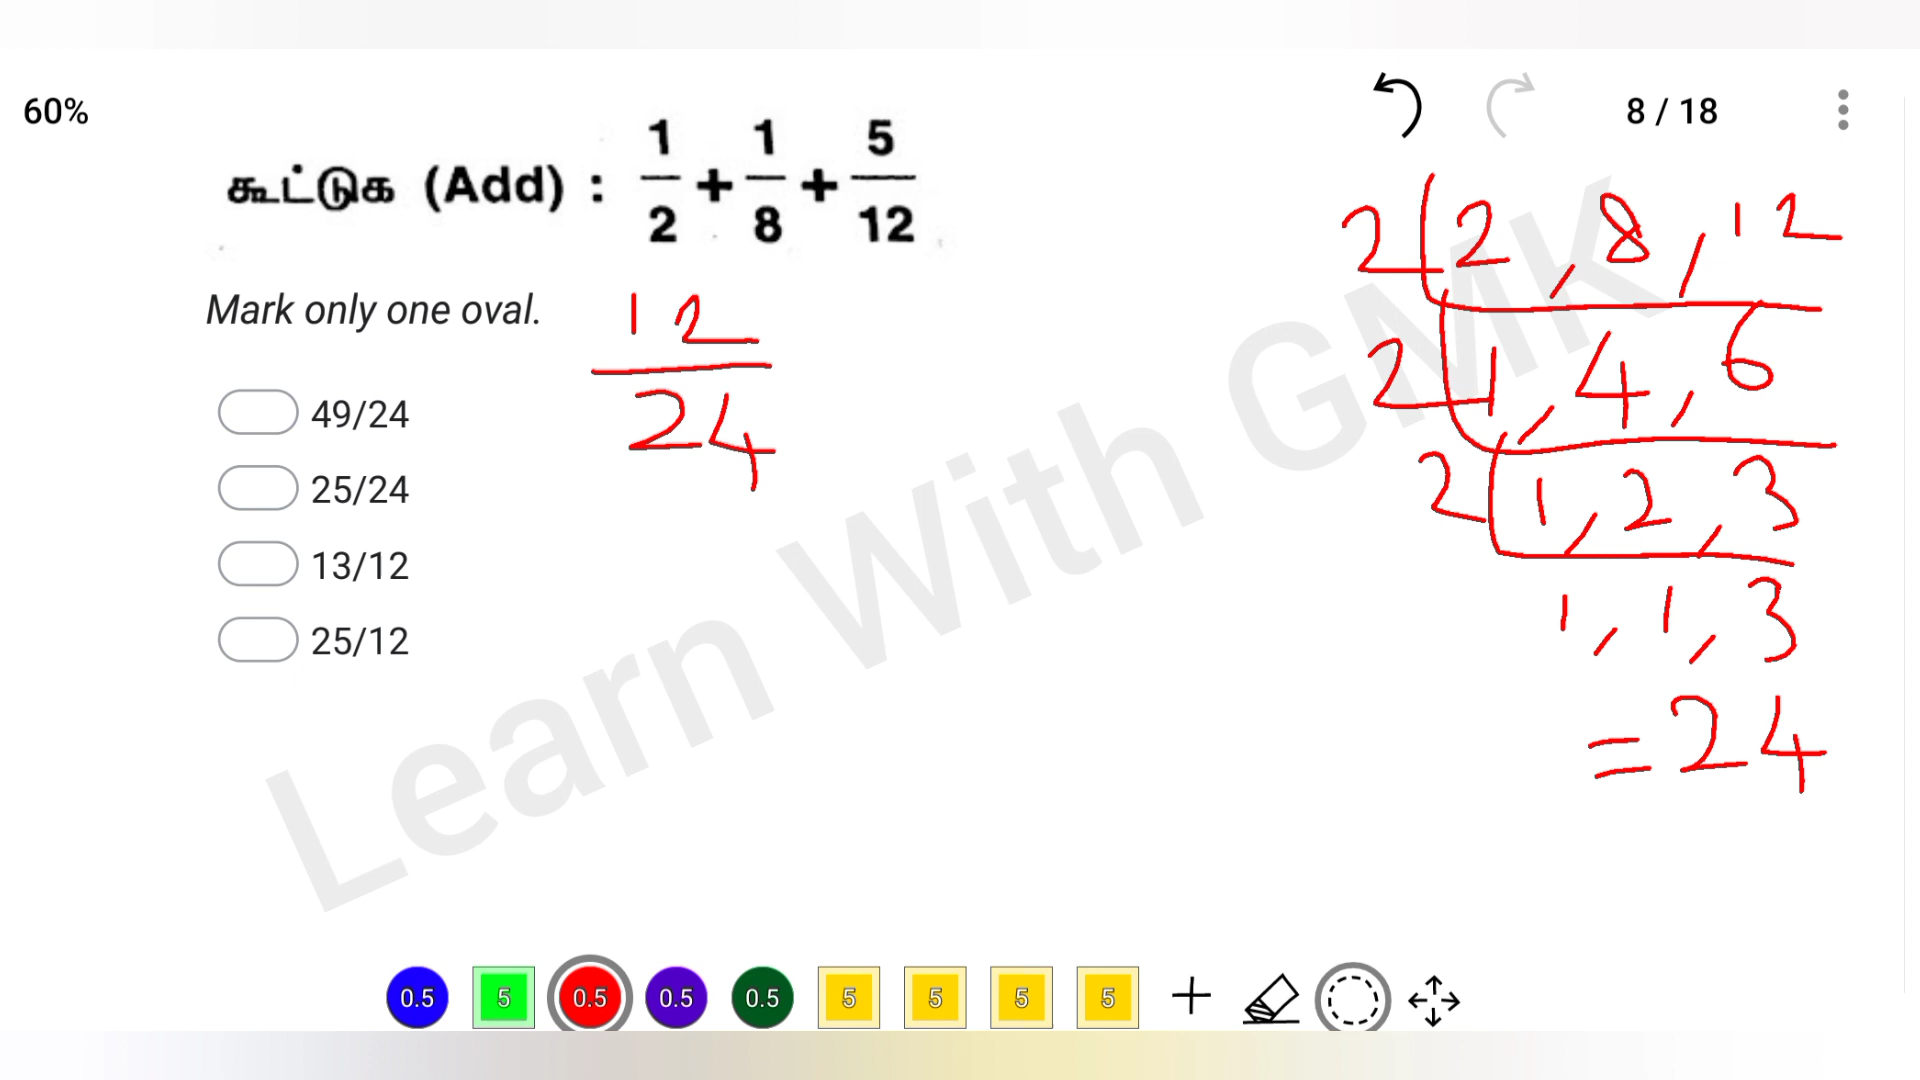 60%
8 / 18
கூட்டுக (Add) : 1/2 + 1/8 + 5/12
Mark only one oval.
49/24
25/24
13/12
25/12
12
24
2 2 , 8 , 12
2 1 , 4 , 6
2 1 , 2 , 3
1 , 1 , 3
= 24
Learn With GMK
0.5 5 0.5 0.5 0.5 5 5 5 5